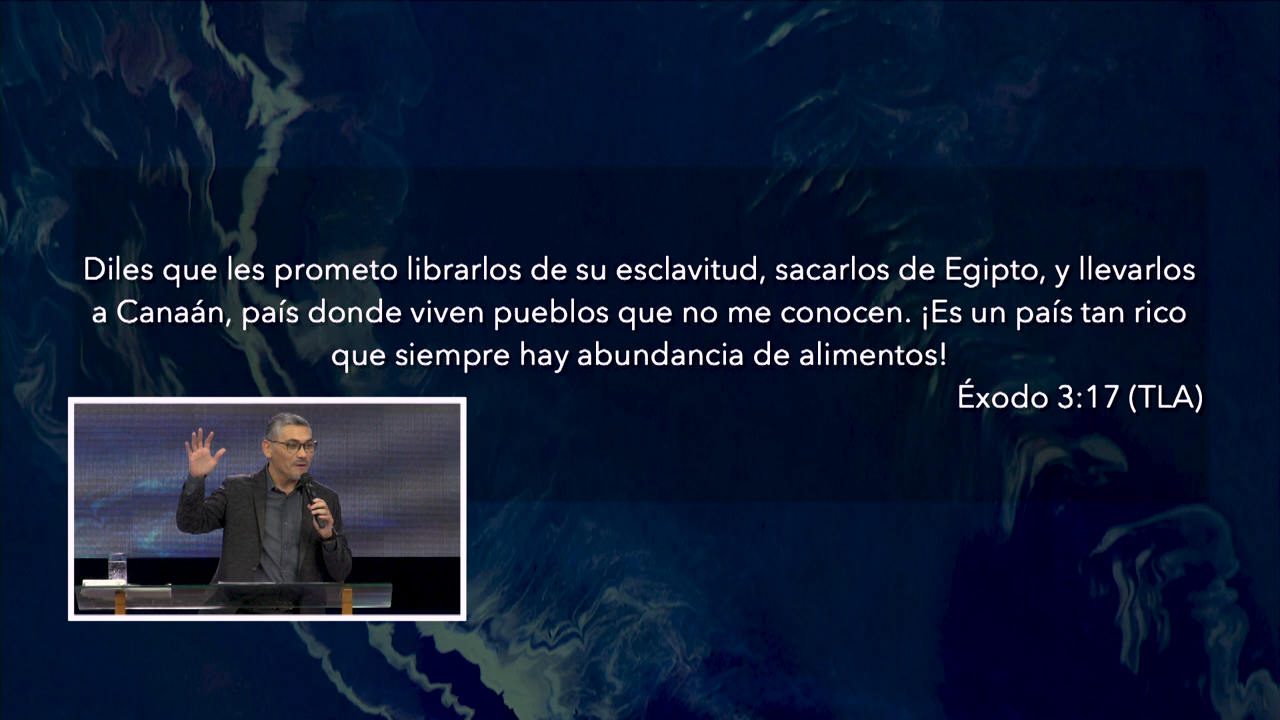 Diles que les prometo librarlos de su esclavitud, sacarlos de Egipto, y llevarlos
a Canaán, país donde viven pueblos que no me conocen. ¡Es un país tan rico
que siempre hay abundancia de alimentos!
Éxodo 3:17 (TLA)